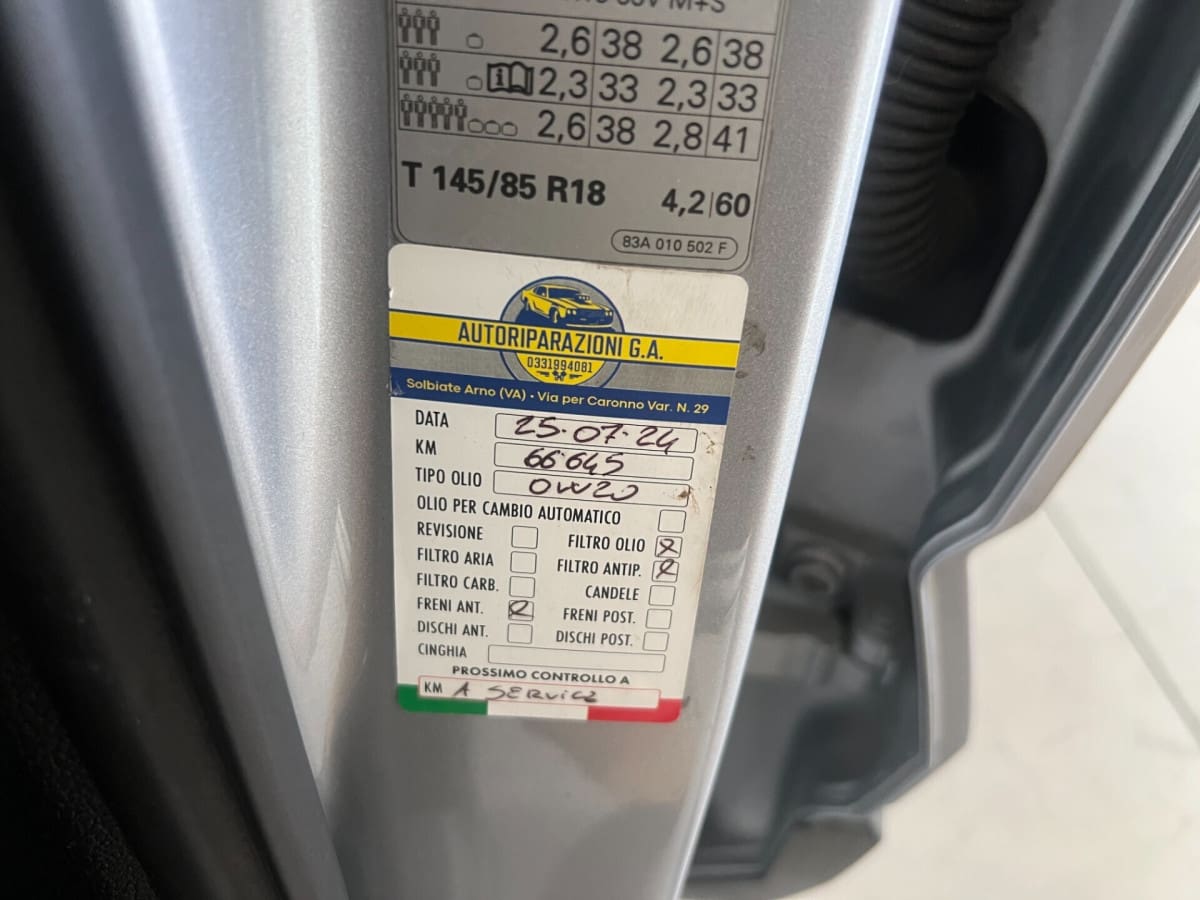 2,6 38 2,6 38
2,3 33 2,3 33
2,6 38 2,8 41
T 145/85 R18 4,2 60
83A 010 502 F
AUTORIPARAZIONI G.A.
0331994081
Solbiate Arno (VA) • Via per Caronno Var. N. 29
DATA 25·07·24
KM 66645
TIPO OLIO 0W20
OLIO PER CAMBIO AUTOMATICO
REVISIONE FILTRO OLIO X
FILTRO ARIA FILTRO ANTIP. X
FILTRO CARB. CANDELE
FRENI ANT. X FRENI POST.
DISCHI ANT. DISCHI POST.
CINGHIA
PROSSIMO CONTROLLO A
KM A SERVICE